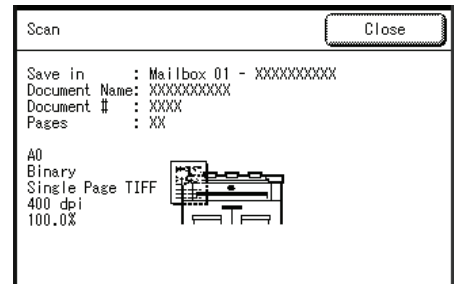 Scan
Close
Save in : Mailbox 01 - XXXXXXXXXX
Document Name: XXXXXXXXXX
Document # : XXXX
Pages : XX
A0
Binary
Single Page TIFF
400 dpi
100.0%